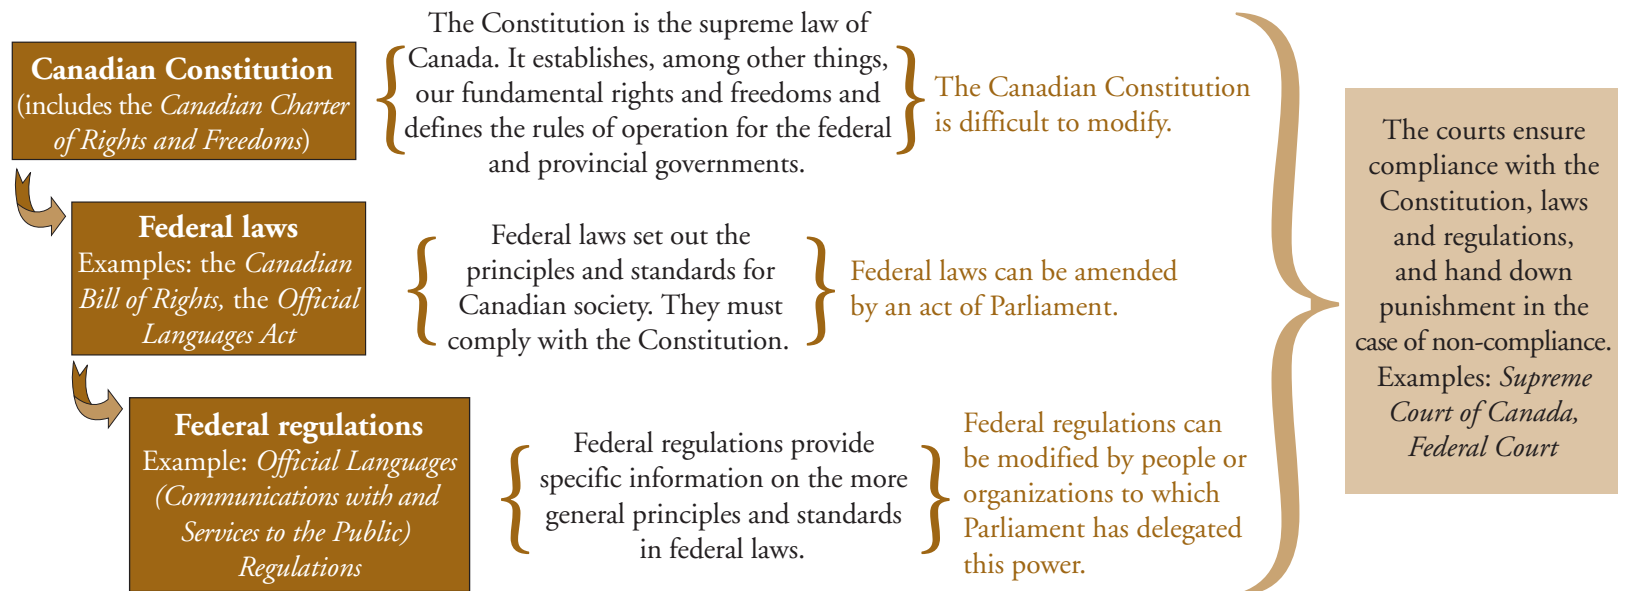 Canadian Constitution
(includes the Canadian Charter
of Rights and Freedoms)
The Constitution is the supreme law of
Canada. It establishes, among other things,
our fundamental rights and freedoms and
defines the rules of operation for the federal
and provincial governments.
The Canadian Constitution
is difficult to modify.
Federal laws
Examples: the Canadian
Bill of Rights, the Official
Languages Act
Federal laws set out the
principles and standards for
Canadian society. They must
comply with the Constitution.
Federal laws can be amended
by an act of Parliament.
Federal regulations
Example: Official Languages
(Communications with and
Services to the Public)
Regulations
Federal regulations provide
specific information on the more
general principles and standards
in federal laws.
Federal regulations can
be modified by people or
organizations to which
Parliament has delegated
this power.
The courts ensure
compliance with the
Constitution, laws
and regulations,
and hand down
punishment in the
case of non-compliance.
Examples: Supreme
Court of Canada,
Federal Court